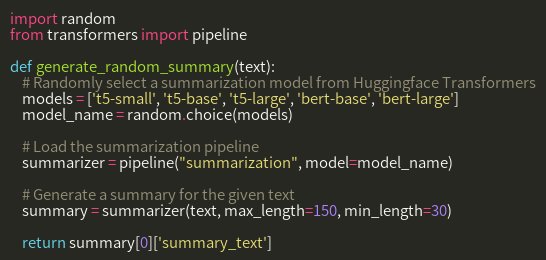 import random
from transformers import pipeline
def generate_random_summary(text):
# Randomly select a summarization model from Huggingface Transformers
models = ['t5-small', 't5-base', 't5-large', 'bert-base', 'bert-large']
model_name = random.choice(models)
# Load the summarization pipeline
summarizer = pipeline("summarization", model=model_name)
# Generate a summary for the given text
summary = summarizer(text, max_length=150, min_length=30)
return summary[0]['summary_text']